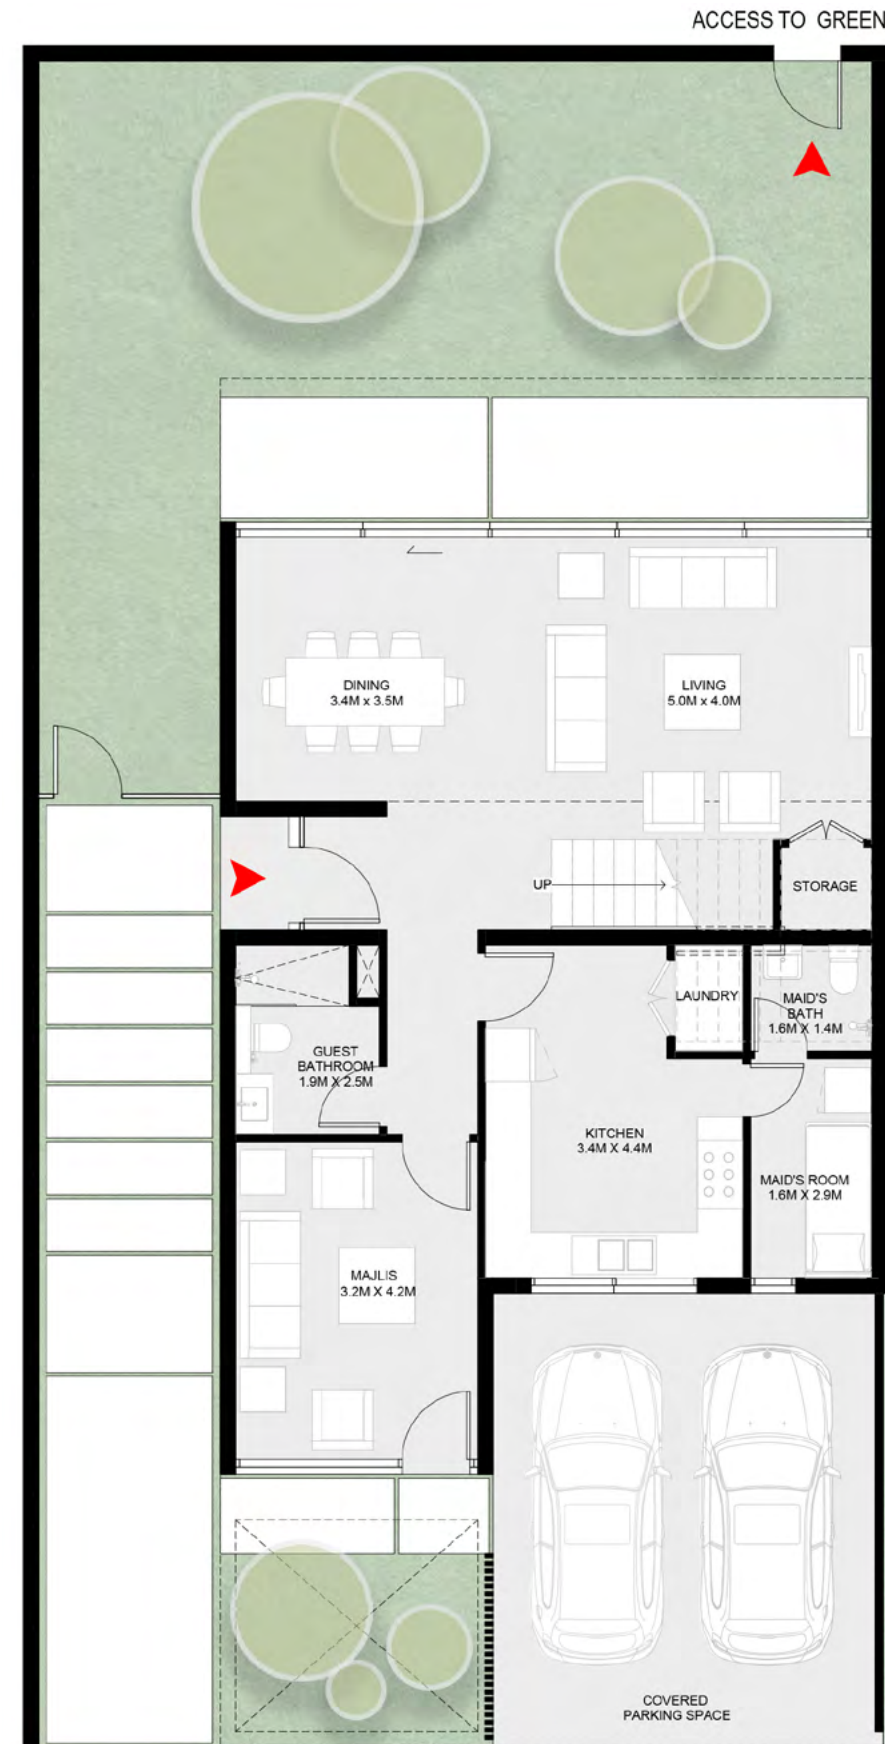 ACCESS TO GREEN
DINING
3.4M x 3.5M
LIVING
5.0M x 4.0M
UP
STORAGE
LAUNDRY
MAID'S
BATH
1.6M X 1.4M
GUEST
BATHROOM
1.9M X 2.5M
KITCHEN
3.4M X 4.4M
MAID'S ROOM
1.6M X 2.9M
MAJLIS
3.2M X 4.2M
COVERED
PARKING SPACE